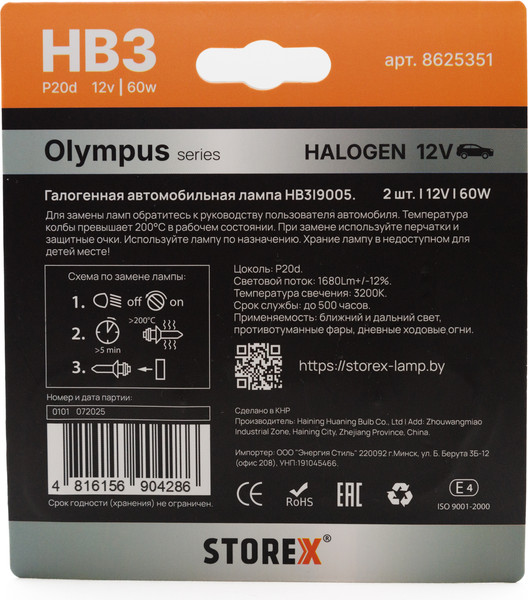 HB3
P20d 12v | 60w
арт. 8625351
Olympus series
HALOGEN 12V
Галогенная автомобильная лампа HB3I9005.
2 шт. I 12V I 60W
Для замены ламп обратитесь к руководству пользователя автомобиля. Температура
колбы превышает 200°C в рабочем состоянии. При замене используйте перчатки и
защитные очки. Используйте лампу по назначению. Храните лампу в недоступном для
детей месте!
Схема по замене лампы:
1. off on
2. >5 min >200°C
3.
Цоколь: P20d.
Световой поток: 1680Lm+/-12%.
Температура свечения: 3200K.
Срок службы: до 500 часов.
Применяемость: ближний и дальний свет,
противотуманные фары, дневные ходовые огни.
https://storex-lamp.by
Номер и дата партии:
0101 072025
4 816156 904286
Срок годности (хранения) не ограничен.
Сделано в КНР
Производитель: Haining Huaning Bulb Co., Ltd I Add: Zhouwangmiao
Industrial Zone, Haining City, Zhejiang Province, China.
Импортер: ООО "Энергия Стиль" 220092 г.Минск, ул. Б. Берута 3Б-12
(офис 208), УНП:191045466.
CE
RoHS
EAC
E 4
ISO 9001-2000
STOREX®